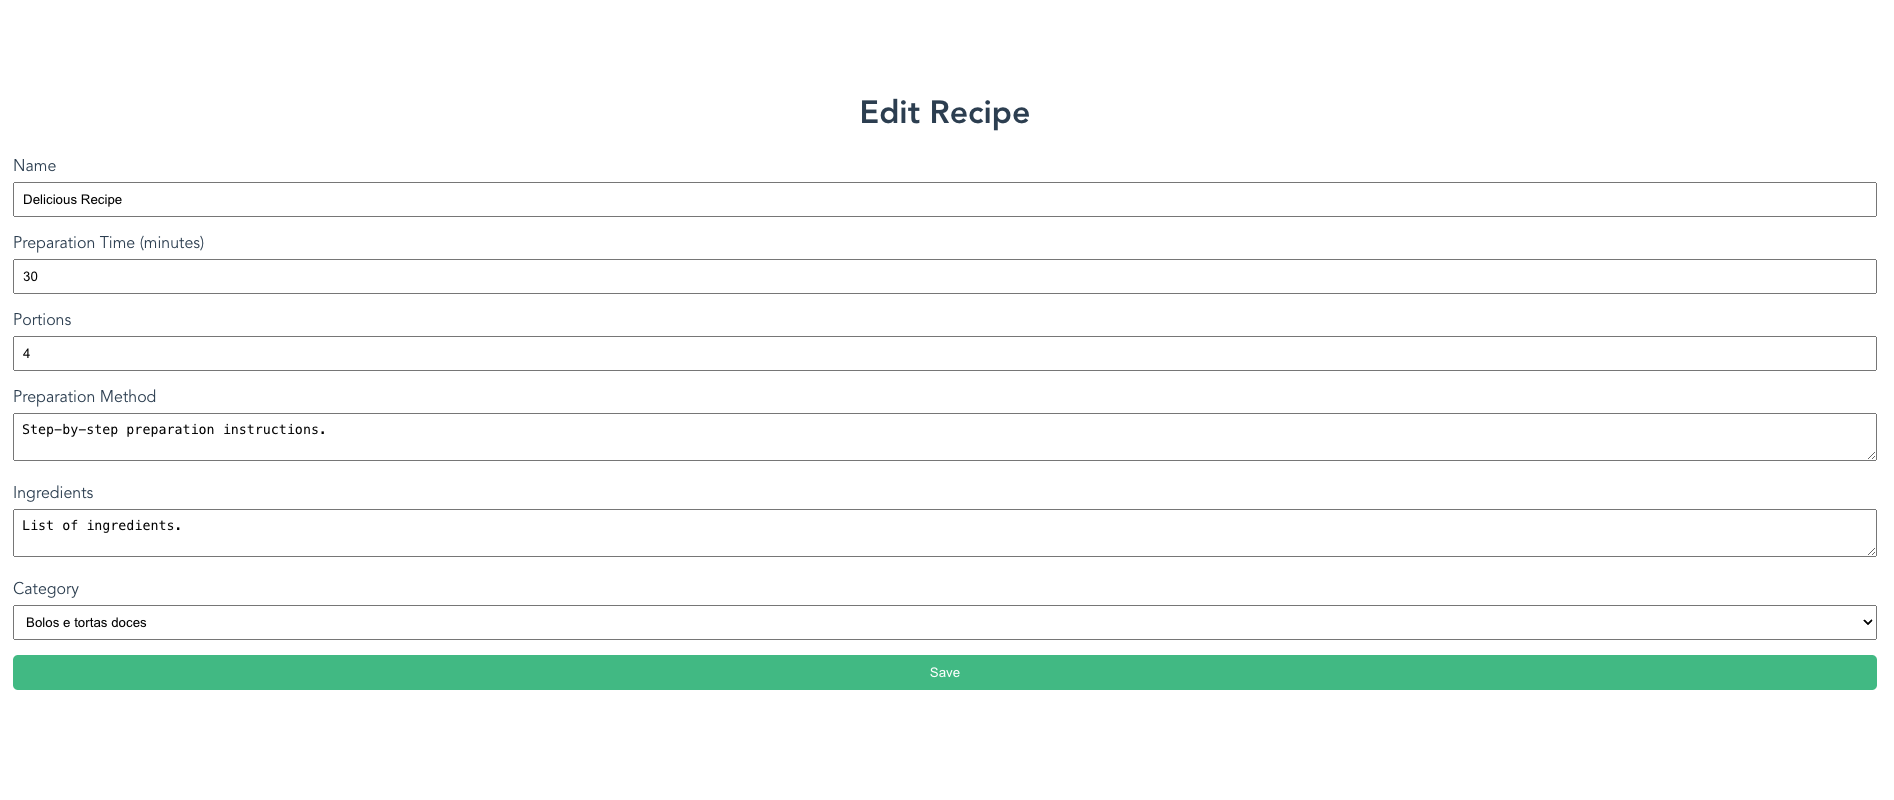 Edit Recipe
Name
Delicious Recipe
Preparation Time (minutes)
30
Portions
4
Preparation Method
Step-by-step preparation instructions.
Ingredients
List of ingredients.
Category
Bolos e tortas doces
Save